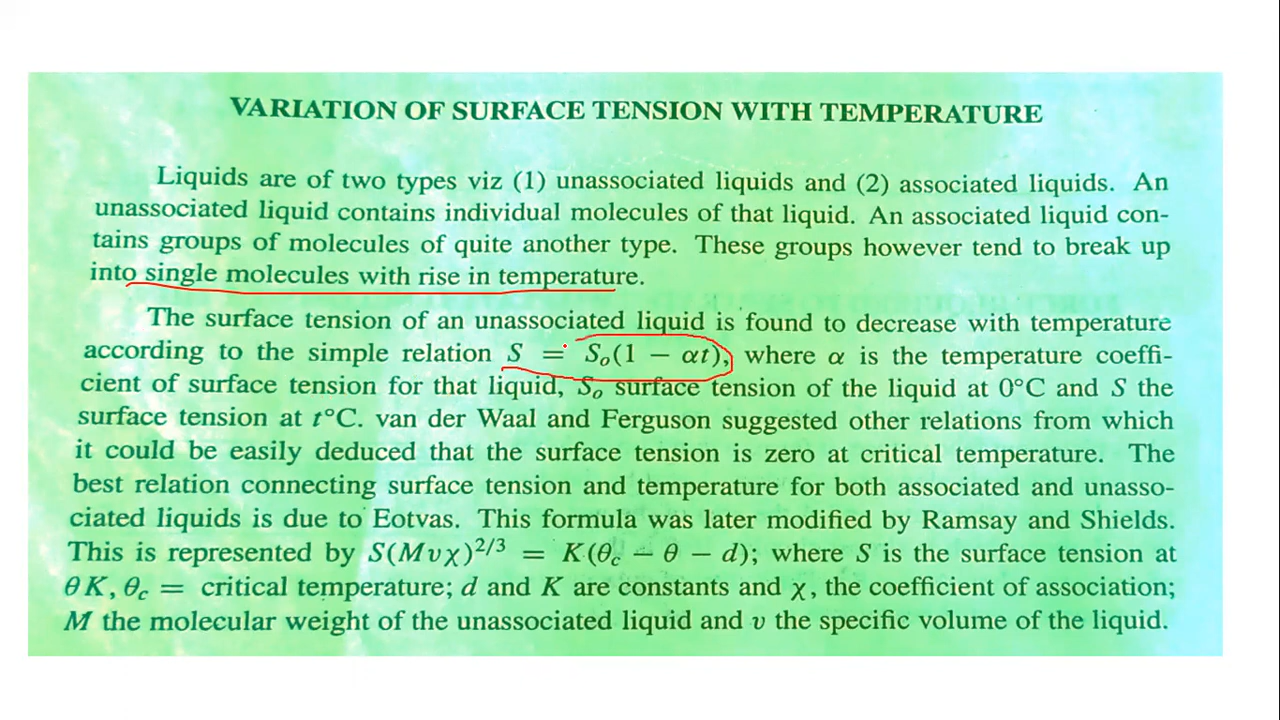 VARIATION OF SURFACE TENSION WITH TEMPERATURE
Liquids are of two types viz (1) unassociated liquids and (2) associated liquids. An
unassociated liquid contains individual molecules of that liquid. An associated liquid con-
tains groups of molecules of quite another type. These groups however tend to break up
into single molecules with rise in temperature.
The surface tension of an unassociated liquid is found to decrease with temperature
according to the simple relation S = Sₒ(1 − αt), where α is the temperature coeffi-
cient of surface tension for that liquid, Sₒ surface tension of the liquid at 0°C and S the
surface tension at t°C. van der Waal and Ferguson suggested other relations from which
it could be easily deduced that the surface tension is zero at critical temperature. The
best relation connecting surface tension and temperature for both associated and unasso-
ciated liquids is due to Eotvas. This formula was later modified by Ramsay and Shields.
This is represented by S(Mvχ)^2/3 = K(θ_c − θ − d); where S is the surface tension at
θK, θ_c = critical temperature; d and K are constants and χ, the coefficient of association;
M the molecular weight of the unassociated liquid and v the specific volume of the liquid.